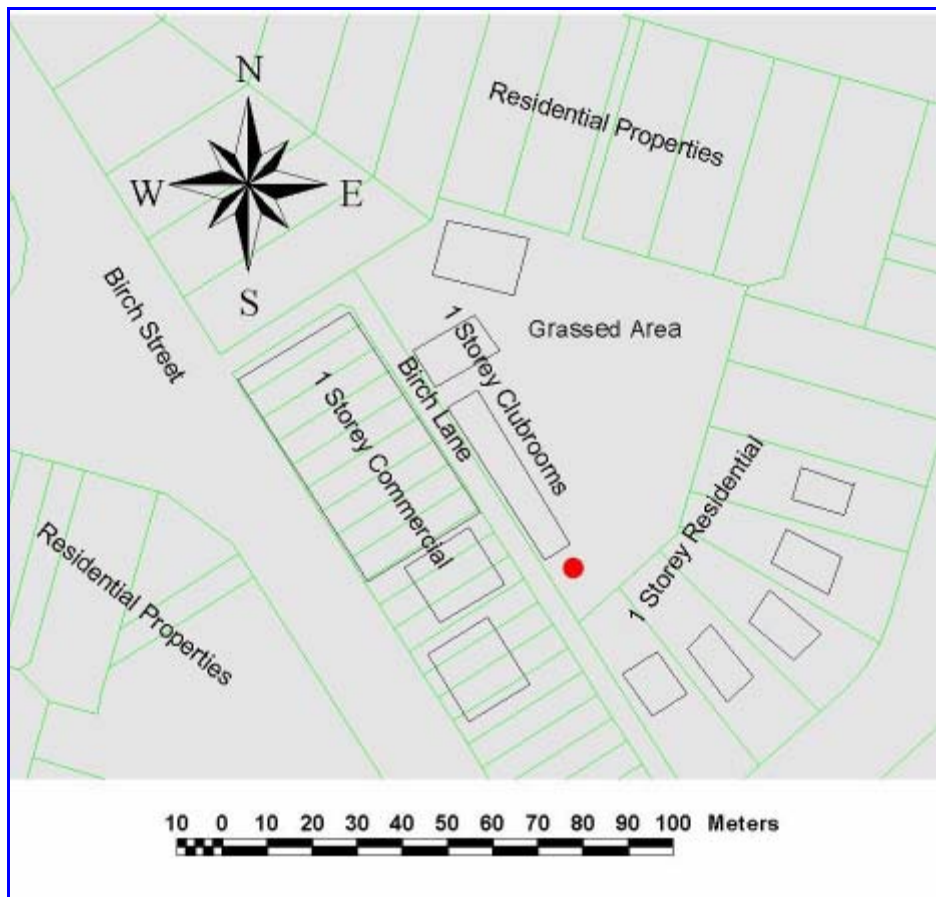 N
W
E
S
Residential Properties
Birch Street
Grassed Area
1 Storey Clubrooms
Birch Lane
1 Storey Commercial
1 Storey Residential
Residential Properties
10 0 10 20 30 40 50 60 70 80 90 100 Meters